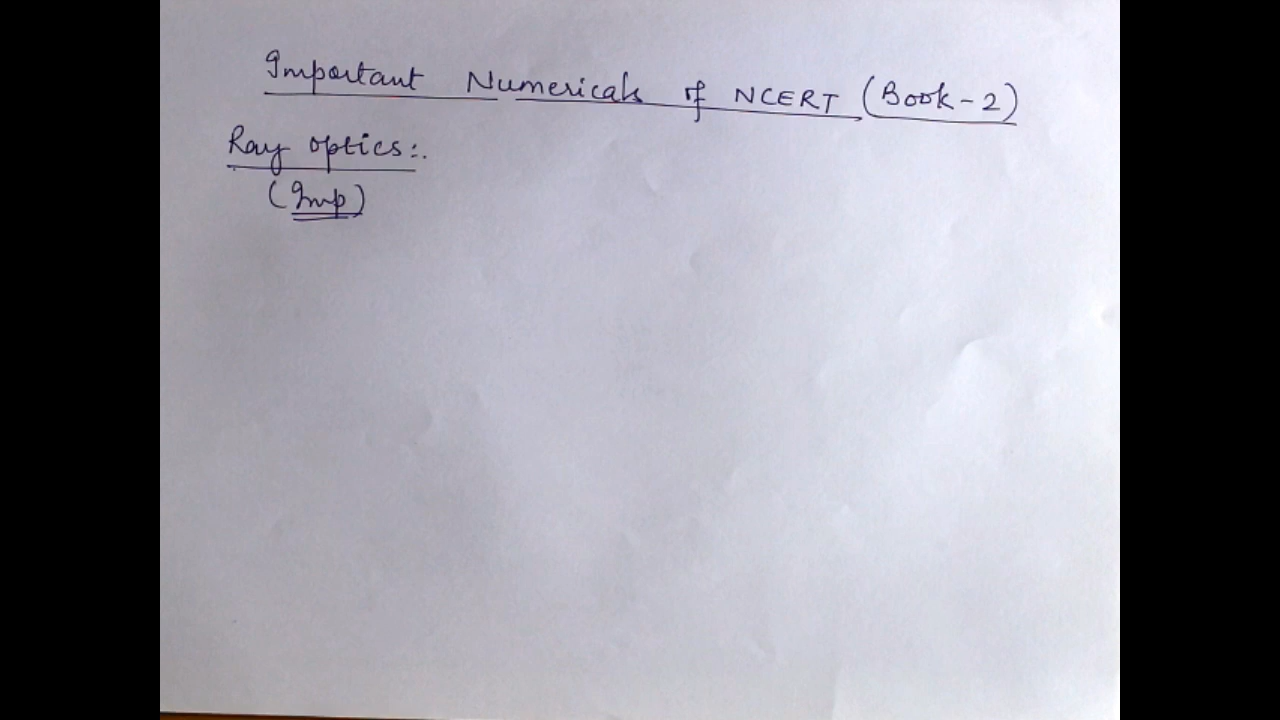 Important Numericals of NCERT (Book-2)
Ray optics:.
(Imp)